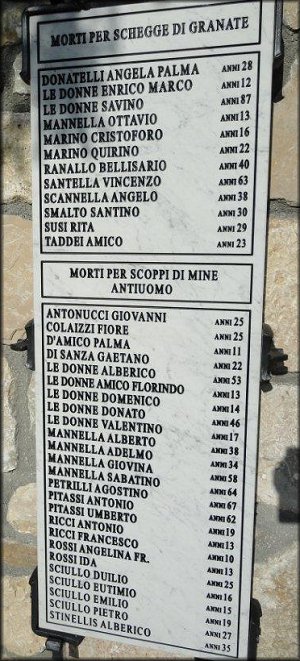 MORTI PER SCHEGGE DI GRANATE
DONATELLI ANGELA PALMA ANNI 28
LE DONNE ENRICO MARCO ANNI 12
LE DONNE SAVINO ANNI 87
MANNELLA OTTAVIO ANNI 13
MARINO CRISTOFORO ANNI 16
MARINO QUIRINO ANNI 22
RANALLO BELLISARIO ANNI 40
SANTELLA VINCENZO ANNI 63
SCANNELLA ANGELO ANNI 38
SMALTO SANTINO ANNI 30
SUSI RITA ANNI 29
TADDEI AMICO ANNI 23
MORTI PER SCOPPI DI MINE
ANTIUOMO
ANTONUCCI GIOVANNI ANNI 25
COLAIZZI FIORE ANNI 25
D'AMICO PALMA ANNI 11
DI SANZA GAETANO ANNI 22
LE DONNE ALBERICO ANNI 53
LE DONNE AMICO FLORINDO ANNI 13
LE DONNE DOMENICO ANNI 14
LE DONNE DONATO ANNI 46
LE DONNE VALENTINO ANNI 17
MANNELLA ALBERTO ANNI 38
MANNELLA ADELMO ANNI 34
MANNELLA GIOVINA ANNI 58
MANNELLA SABATINO ANNI 64
PETRILLI AGOSTINO ANNI 67
PITASSI ANTONIO ANNI 62
PITASSI UMBERTO ANNI 19
RICCI ANTONIO ANNI 13
RICCI FRANCESCO ANNI 10
ROSSI ANGELINA FR. ANNI 13
ROSSI IDA ANNI 25
SCIULLO DUILIO ANNI 16
SCIULLO EUTIMIO ANNI 15
SCIULLO EMILIO ANNI 19
SCIULLO PIETRO ANNI 27
STINELLIS ALBERICO ANNI 35